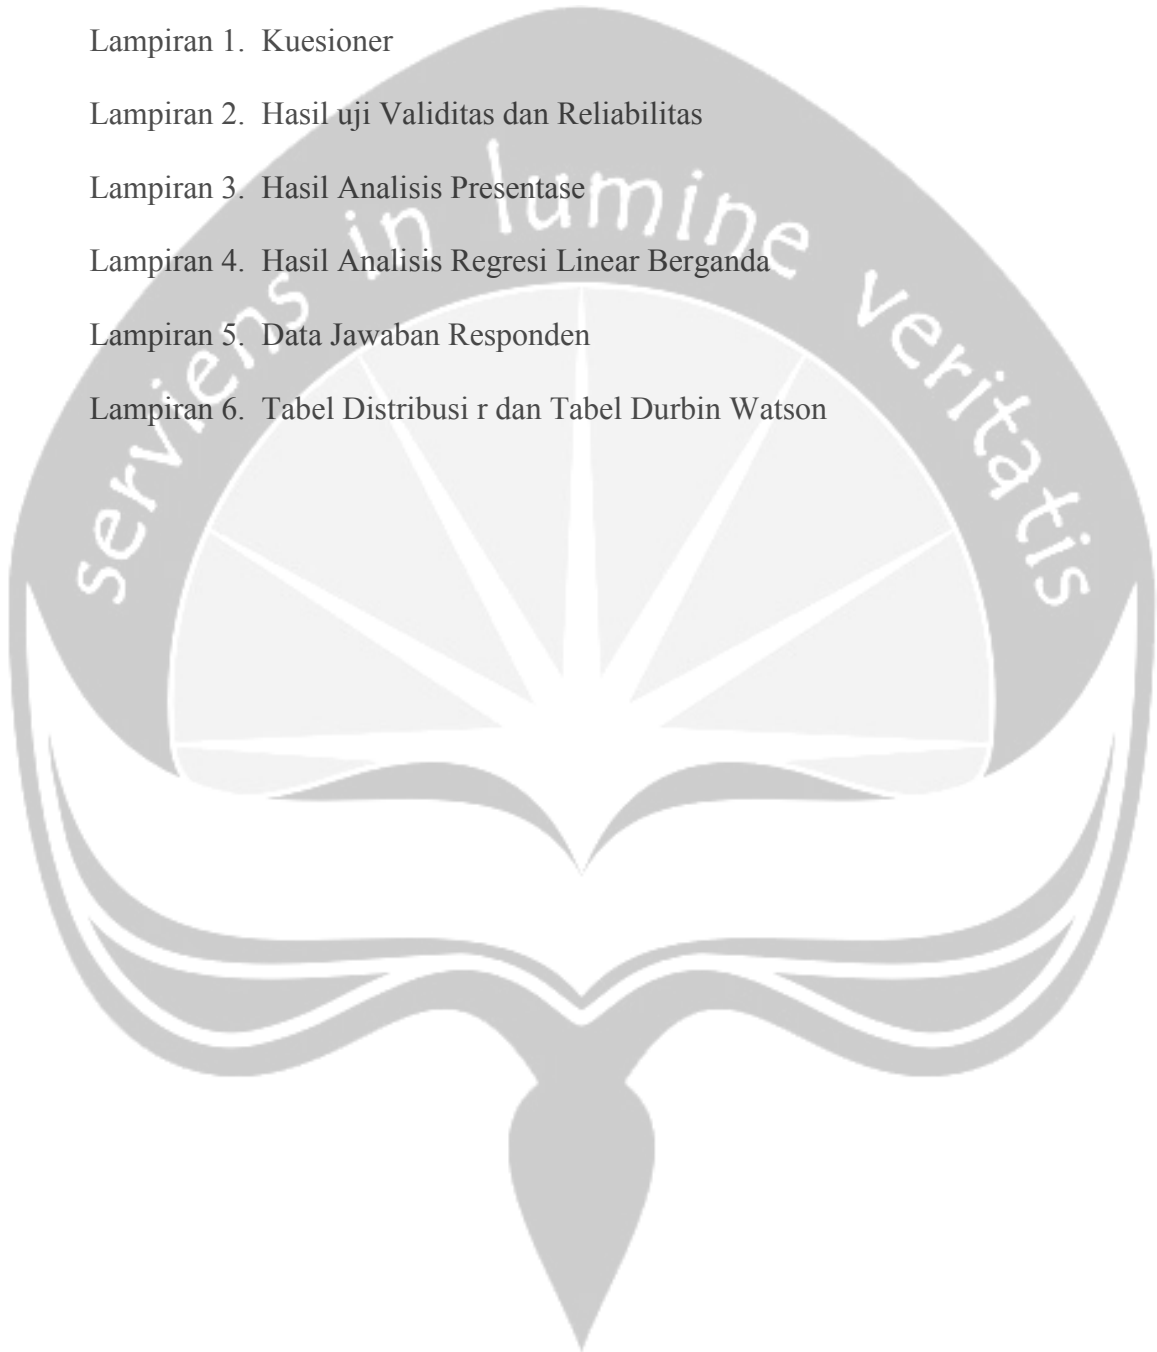 Lampiran 1. Kuesioner
Lampiran 2. Hasil uji Validitas dan Reliabilitas
Lampiran 3. Hasil Analisis Presentase
Lampiran 4. Hasil Analisis Regresi Linear Berganda
Lampiran 5. Data Jawaban Responden
Lampiran 6. Tabel Distribusi r dan Tabel Durbin Watson
serviens in lumine veritatis